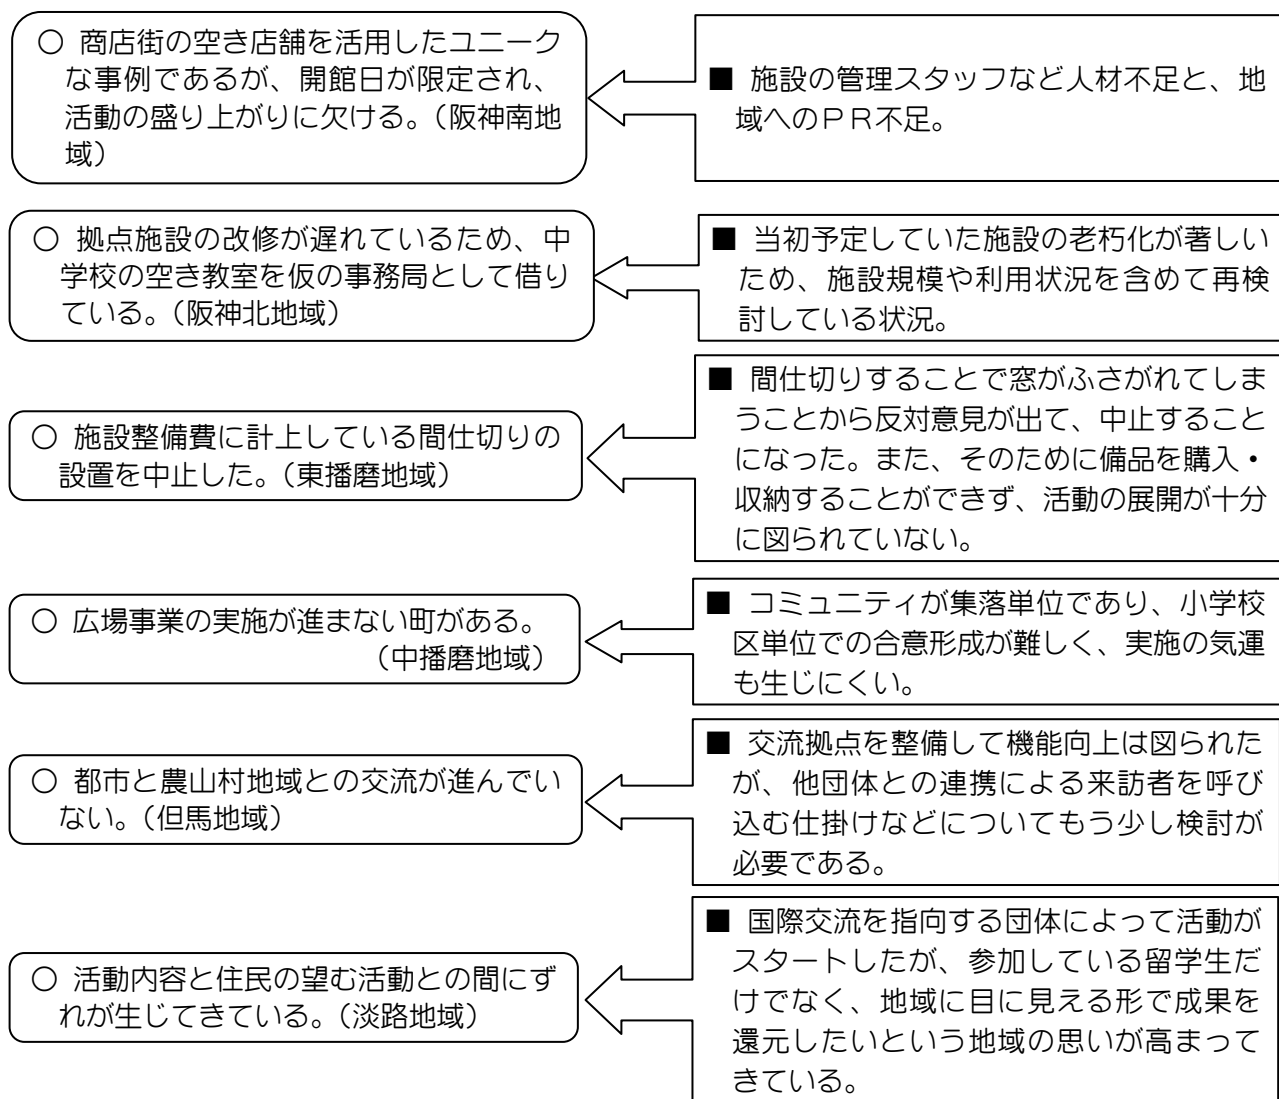 ○ 商店街の空き店舗を活用したユニーク
な事例であるが、開館日が限定され、
活動の盛り上がりに欠ける。（阪神南地
域）
■ 施設の管理スタッフなど人材不足と、地
域へのＰＲ不足。
○ 拠点施設の改修が遅れているため、中
学校の空き教室を仮の事務局として借り
ている。（阪神北地域）
■ 当初予定していた施設の老朽化が著しい
ため、施設規模や利用状況を含めて再検
討している状況。
○ 施設整備費に計上している間仕切りの
設置を中止した。（東播磨地域）
■ 間仕切りすることで窓がふさがれてしま
うことから反対意見が出て、中止すること
になった。また、そのために備品を購入・
収納することができず、活動の展開が十分
に図られていない。
○ 広場事業の実施が進まない町がある。
（中播磨地域）
■ コミュニティが集落単位であり、小学校
区単位での合意形成が難しく、実施の気運
も生じにくい。
○ 都市と農山村地域との交流が進んでい
ない。（但馬地域）
■ 交流拠点を整備して機能向上は図られた
が、他団体との連携による来訪者を呼び
込む仕掛けなどについてもう少し検討が
必要である。
○ 活動内容と住民の望む活動との間にず
れが生じてきている。（淡路地域）
■ 国際交流を指向する団体によって活動が
スタートしたが、参加している留学生だ
けでなく、地域に目に見える形で成果を
還元したいという地域の思いが高まって
きている。